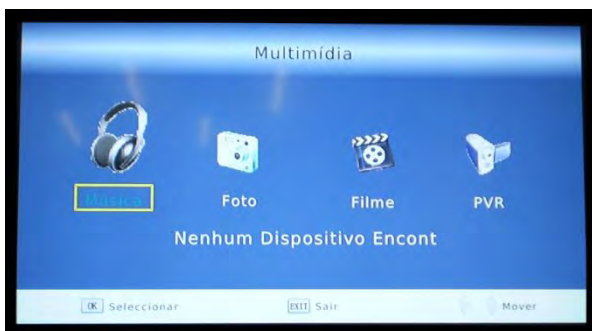 Multimídia
Música Foto Filme PVR
Nenhum Dispositivo Encont
OK Seleccionar EXIT Sair Mover